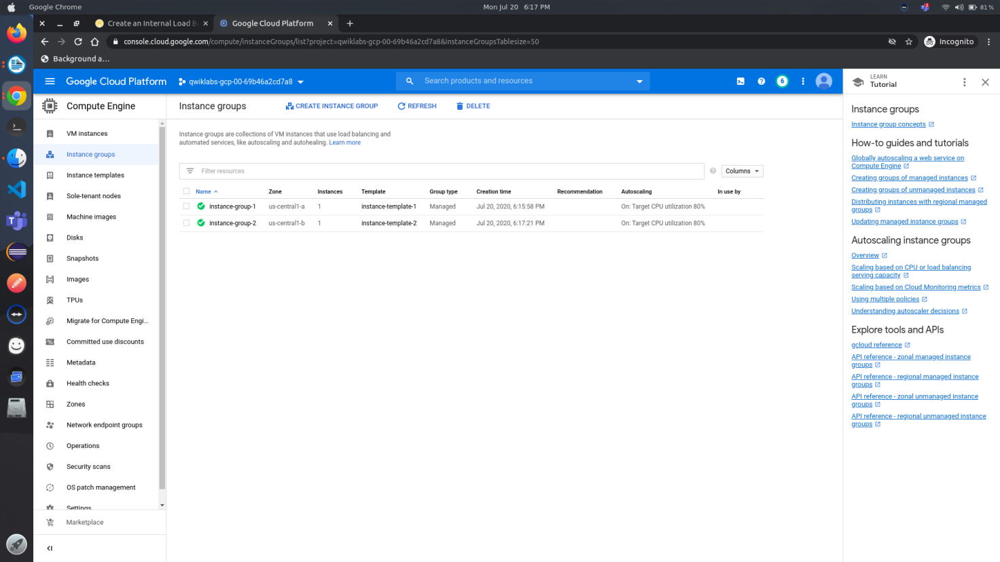 Google Chrome
Mon Jul 20 6:17 PM
2
81 %
Create an Internal Load B
Google Cloud Platform
console.cloud.google.com/compute/instanceGroups/list?project=qwiklabs-gcp-00-69b46a2cd7a8&instanceGroupsTablesize=50
Incognito
Background a...
Google Cloud Platform
qwiklabs-gcp-00-69b46a2cd7a8
Search products and resources
6
LEARN
Tutorial
Compute Engine
Instance groups
CREATE INSTANCE GROUP
REFRESH
DELETE
VM instances
Instance groups
Instance templates
Sole-tenant nodes
Machine images
Disks
Snapshots
Images
TPUs
Migrate for Compute Engi...
Committed use discounts
Metadata
Health checks
Zones
Network endpoint groups
Operations
Security scans
OS patch management
Settings
Marketplace
Instance groups are collections of VM instances that use load balancing and
automated services, like autoscaling and autohealing. Learn more
Filter resources
Columns
Name Zone Instances Template Group type Creation time Recommendation Autoscaling In use by
instance-group-1 us-central1-a 1 instance-template-1 Managed Jul 20, 2020, 6:15:58 PM On: Target CPU utilization 80%
instance-group-2 us-central1-b 1 instance-template-2 Managed Jul 20, 2020, 6:17:21 PM On: Target CPU utilization 80%
Instance groups
Instance group concepts
How-to guides and tutorials
Globally autoscaling a web service on
Compute Engine
Creating groups of managed instances
Creating groups of unmanaged instances
Distributing instances with regional managed
groups
Updating managed instance groups
Autoscaling instance groups
Overview
Scaling based on CPU or load balancing
serving capacity
Scaling based on Cloud Monitoring metrics
Using multiple policies
Understanding autoscaler decisions
Explore tools and APIs
gcloud reference
API reference - zonal managed instance
groups
API reference - regional managed instance
groups
API reference - zonal unmanaged instance
groups
API reference - regional unmanaged instance
groups